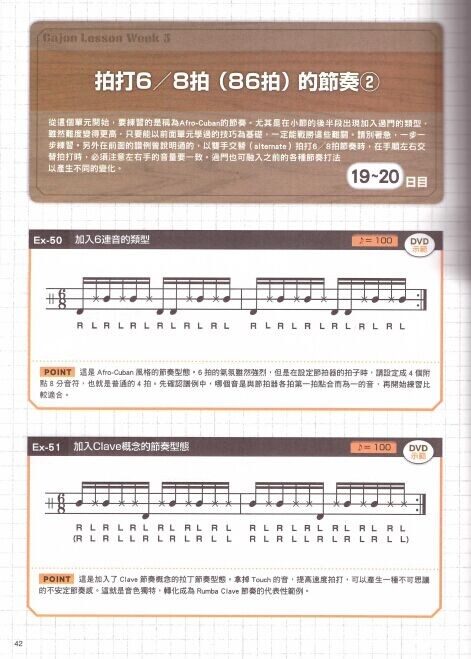 Cajon Lesson Week 3
拍打6／8拍（86拍）的節奏②
從這個單元開始，要練習的是稱為Afro-Cuban的節奏。尤其是在小節的後半段出現加入過門的類型，
雖然難度變得更高，只要能以前面單元學過的技巧為基礎，一定能戰勝這些難關。請別著急，一步一
步練習。另外在前面的譜例曾說明過的，以雙手交替（alternate）拍打6／8拍節奏時，在手順左右交
替拍打時，必須注意左右手的音量要一致。過門也可融入之前的各種節奏打法
以產生不同的變化。
19~20日目
Ex-50 加入6連音的類型 ♪= 100 DVD 示範
R L R L R L R L R L R L R L R L R L R L R L R L
POINT 這是 Afro-Cuban 風格的節奏型態。6 拍的氣氛雖然強烈，但是在設定節拍器的拍子時，請設定成 4 個附
點 8 分音符，也就是普通的 4 拍。先確認譜例中，哪個音是與節拍器各拍第一拍點合而為一的音，再開始練習比
較適合。
Ex-51 加入Clave概念的節奏型態 ♪= 100 DVD 示範
R L R L R L R L R L R L R L R L R L R L R L R L
(R L R L R L R L R L R L R L R L R L R L R L R L)
POINT 這是加入了 Clave 節奏概念的拉丁節奏型態。拿掉 Touch 的音，提高速度拍打，可以產生一種不可思議
的不安定節奏感。這就是音色獨特，轉化成為 Rumba Clave 節奏的代表性範例。
42